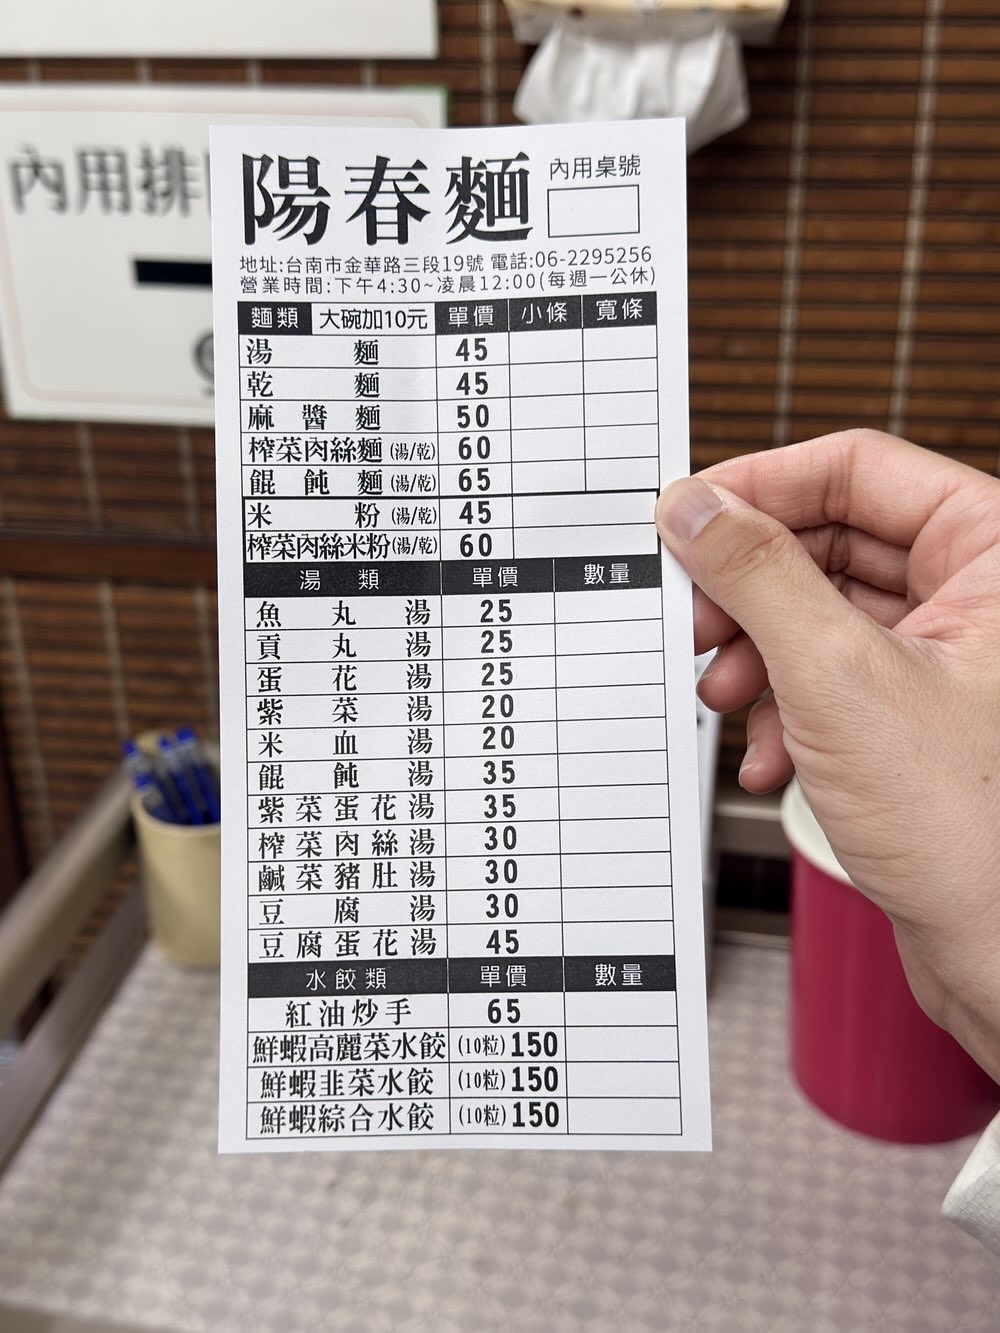 內用排
陽春麵
內用桌號
地址:台南市金華路三段19號 電話:06-2295256
營業時間:下午4:30~凌晨12:00(每週一公休)
麵類 大碗加10元 單價 小條 寬條
湯麵 45
乾麵 45
麻醬麵 50
榨菜肉絲麵(湯/乾) 60
餛飩麵(湯/乾) 65
米粉(湯/乾) 45
榨菜肉絲米粉(湯/乾) 60
湯類 單價 數量
魚丸湯 25
貢丸湯 25
蛋花湯 25
紫菜湯 20
米血湯 20
餛飩湯 35
紫菜蛋花湯 35
榨菜肉絲湯 30
鹹菜豬肚湯 30
豆腐湯 30
豆腐蛋花湯 45
水餃類 單價 數量
紅油炒手 65
鮮蝦高麗菜水餃 (10粒)150
鮮蝦韭菜水餃 (10粒)150
鮮蝦綜合水餃 (10粒)150